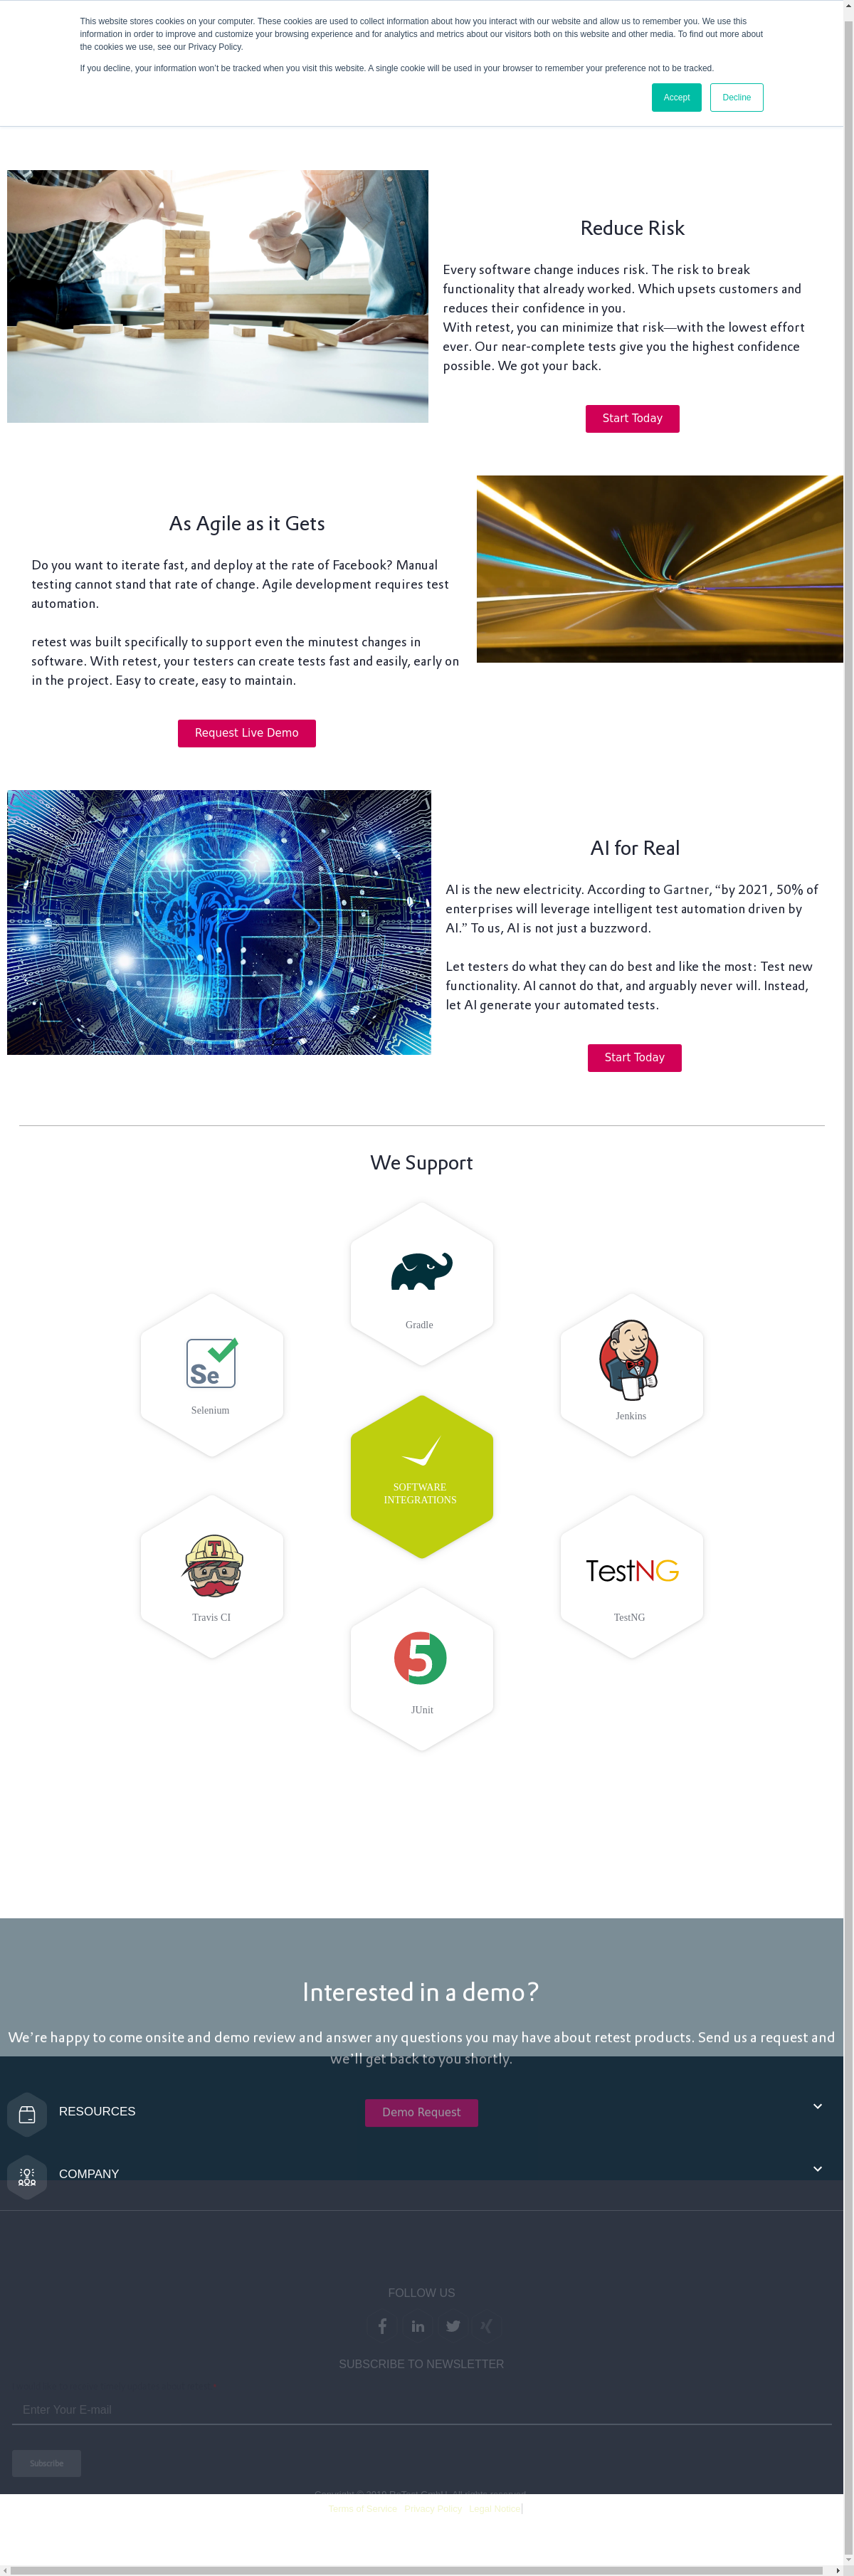 This website stores cookies on your computer. These cookies are used to collect information about how you interact with our website and allow us to remember you. We use this
information in order to improve and customize your browsing experience and for analytics and metrics about our visitors both on this website and other media. To find out more about
the cookies we use, see our Privacy Policy.
If you decline, your information won't be tracked when you visit this website. A single cookie will be used in your browser to remember your preference not to be tracked.
Accept
Decline
Reduce Risk
Every software change induces risk. The risk to break
functionality that already worked. Which upsets customers and
reduces their confidence in you.
With retest, you can minimize that risk—with the lowest effort
ever. Our near-complete tests give you the highest confidence
possible. We got your back.
Start Today
As Agile as it Gets
Do you want to iterate fast, and deploy at the rate of Facebook? Manual
testing cannot stand that rate of change. Agile development requires test
automation.
retest was built specifically to support even the minutest changes in
software. With retest, your testers can create tests fast and easily, early on
in the project. Easy to create, easy to maintain.
Request Live Demo
AI for Real
AI is the new electricity. According to Gartner, “by 2021, 50% of
enterprises will leverage intelligent test automation driven by
AI.” To us, AI is not just a buzzword.
Let testers do what they can do best and like the most: Test new
functionality. AI cannot do that, and arguably never will. Instead,
let AI generate your automated tests.
Start Today
We Support
Gradle
Se
Selenium
Jenkins
SOFTWARE
INTEGRATIONS
T
Travis CI
TestNG
TestNG
5
JUnit
Interested in a demo?
We’re happy to come onsite and demo review and answer any questions you may have about retest products. Send us a request and
we’ll get back to you shortly.
Demo Request
RESOURCES
COMPANY
FOLLOW US
SUBSCRIBE TO NEWSLETTER
Enter Your E-mail
Subscribe
Terms of Service Privacy Policy Legal Notice